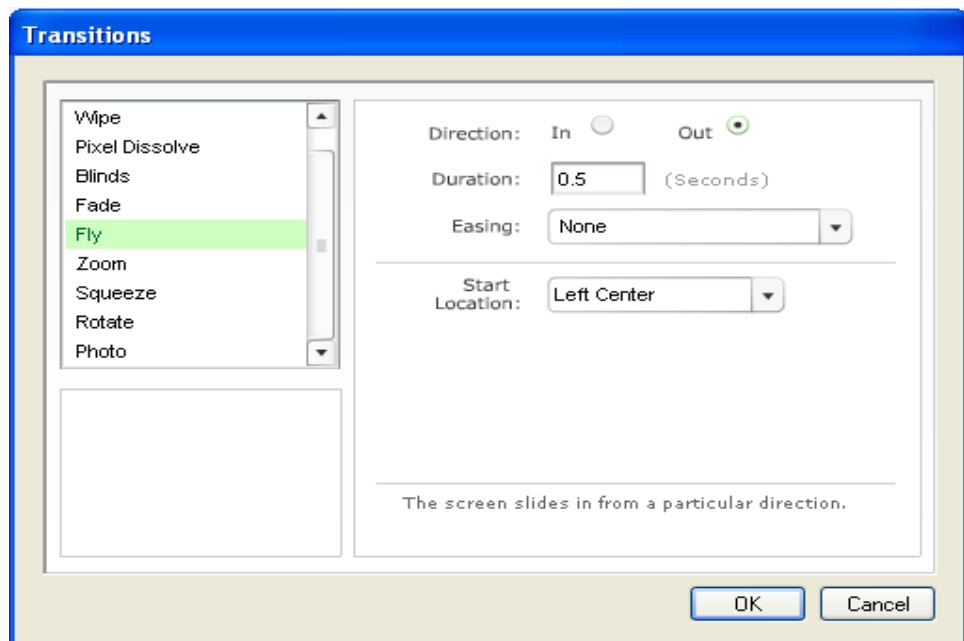 Transitions
Wipe
Pixel Dissolve
Blinds
Fade
Fly
Zoom
Squeeze
Rotate
Photo
Direction: In Out
Duration: 0.5 (Seconds)
Easing: None
Start
Location: Left Center
The screen slides in from a particular direction.
OK Cancel